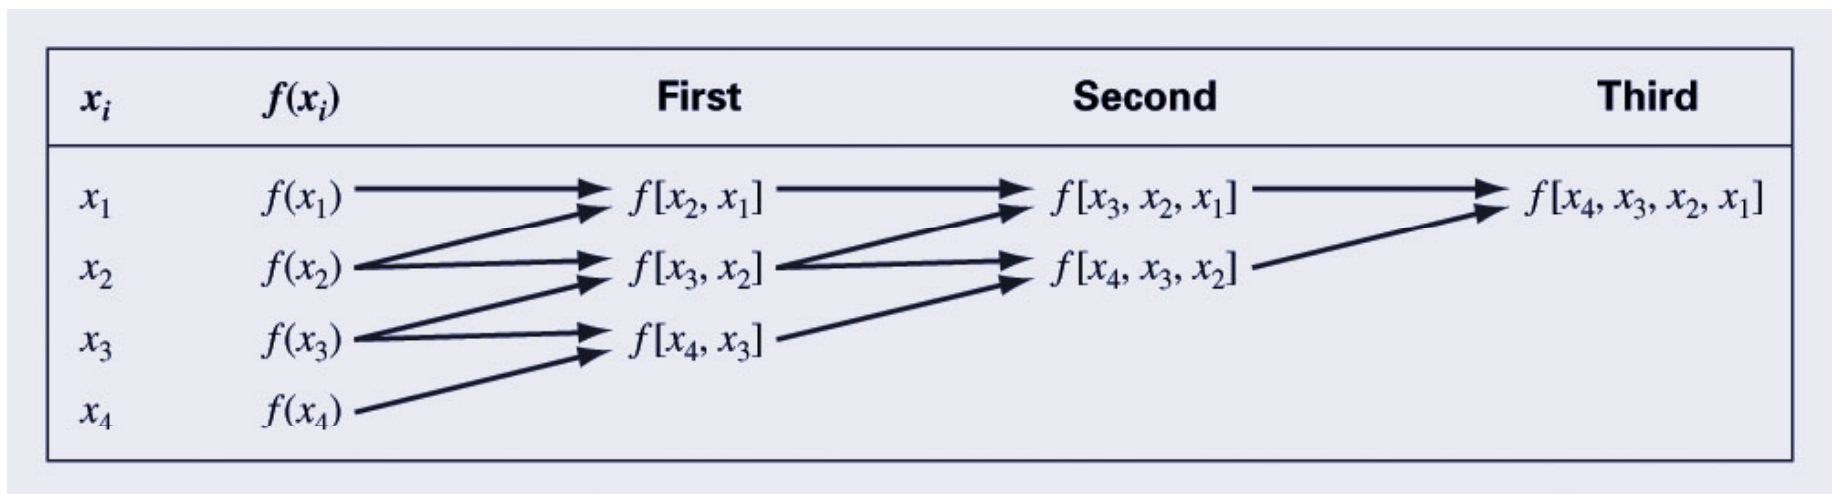 xᵢ f(xᵢ) First Second Third
x₁ f(x₁) f[x₂, x₁] f[x₃, x₂, x₁] f[x₄, x₃, x₂, x₁]
x₂ f(x₂) f[x₃, x₂] f[x₄, x₃, x₂]
x₃ f(x₃) f[x₄, x₃]
x₄ f(x₄)